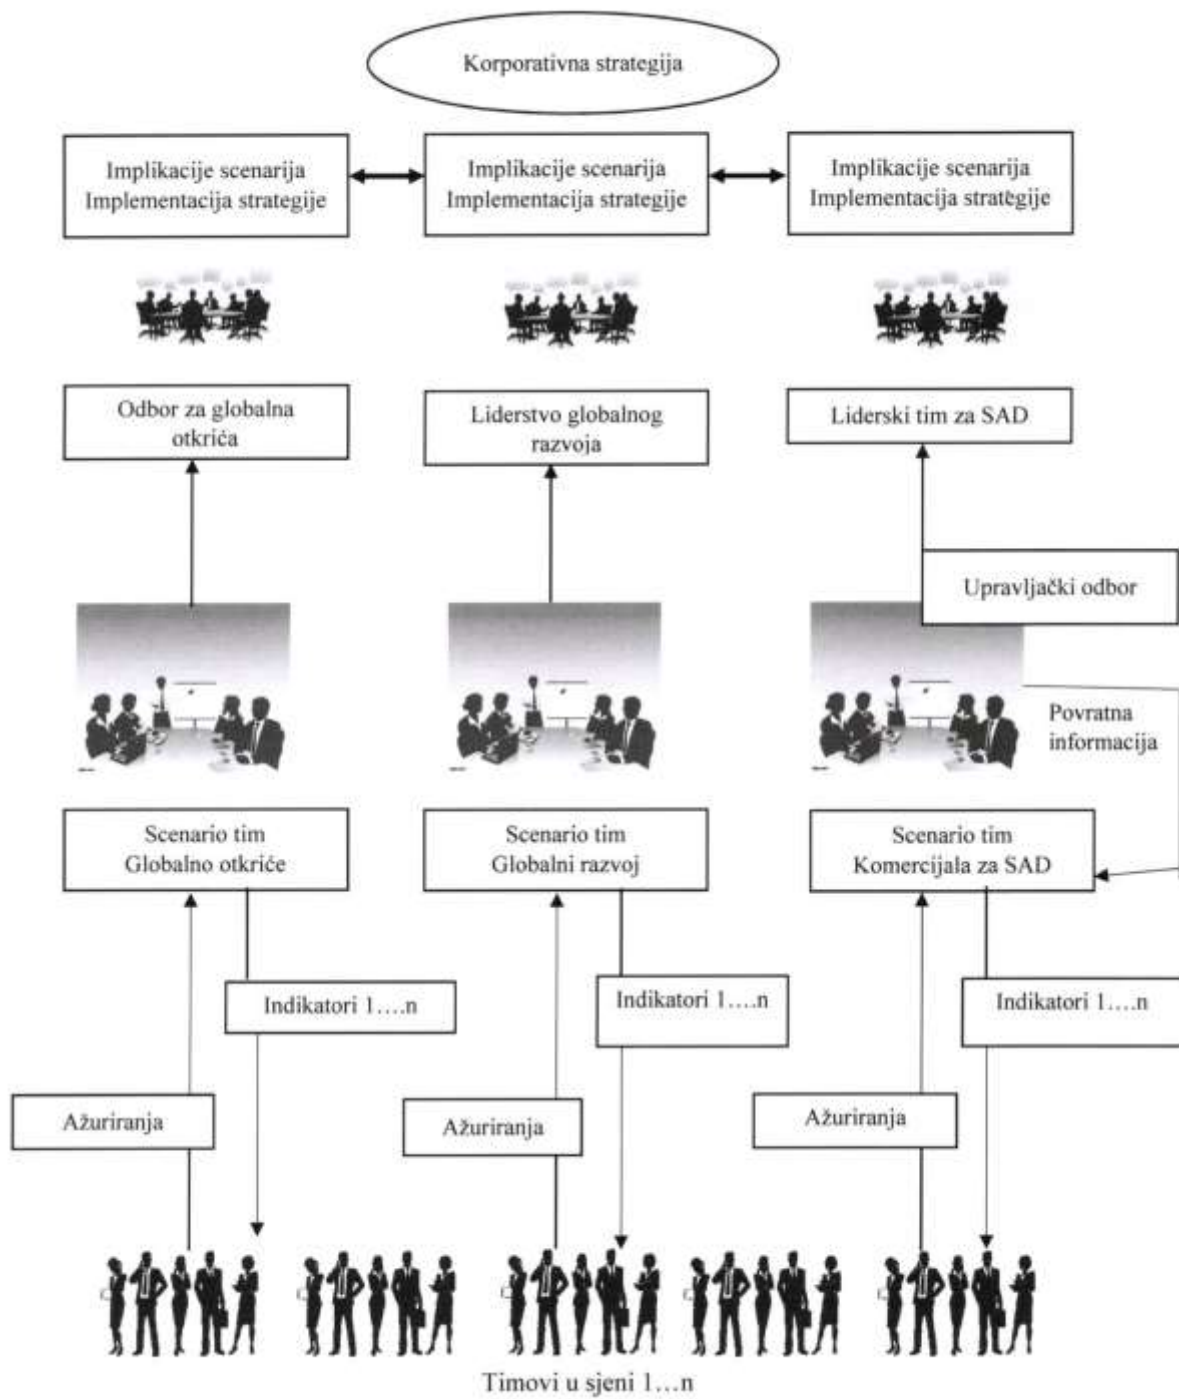 Korporativna strategija
Implikacije scenarija
Implementacija strategije
Implikacije scenarija
Implementacija strategije
Implikacije scenarija
Implementacija strategije
Odbor za globalna
otkrića
Liderstvo globalnog
razvoja
Liderski tim za SAD
Upravljački odbor
Povratna
informacija
Scenario tim
Globalno otkriće
Scenario tim
Globalni razvoj
Scenario tim
Komercijala za SAD
Indikatori 1….n
Indikatori 1….n
Indikatori 1….n
Ažuriranja
Ažuriranja
Ažuriranja
Timovi u sjeni 1…n